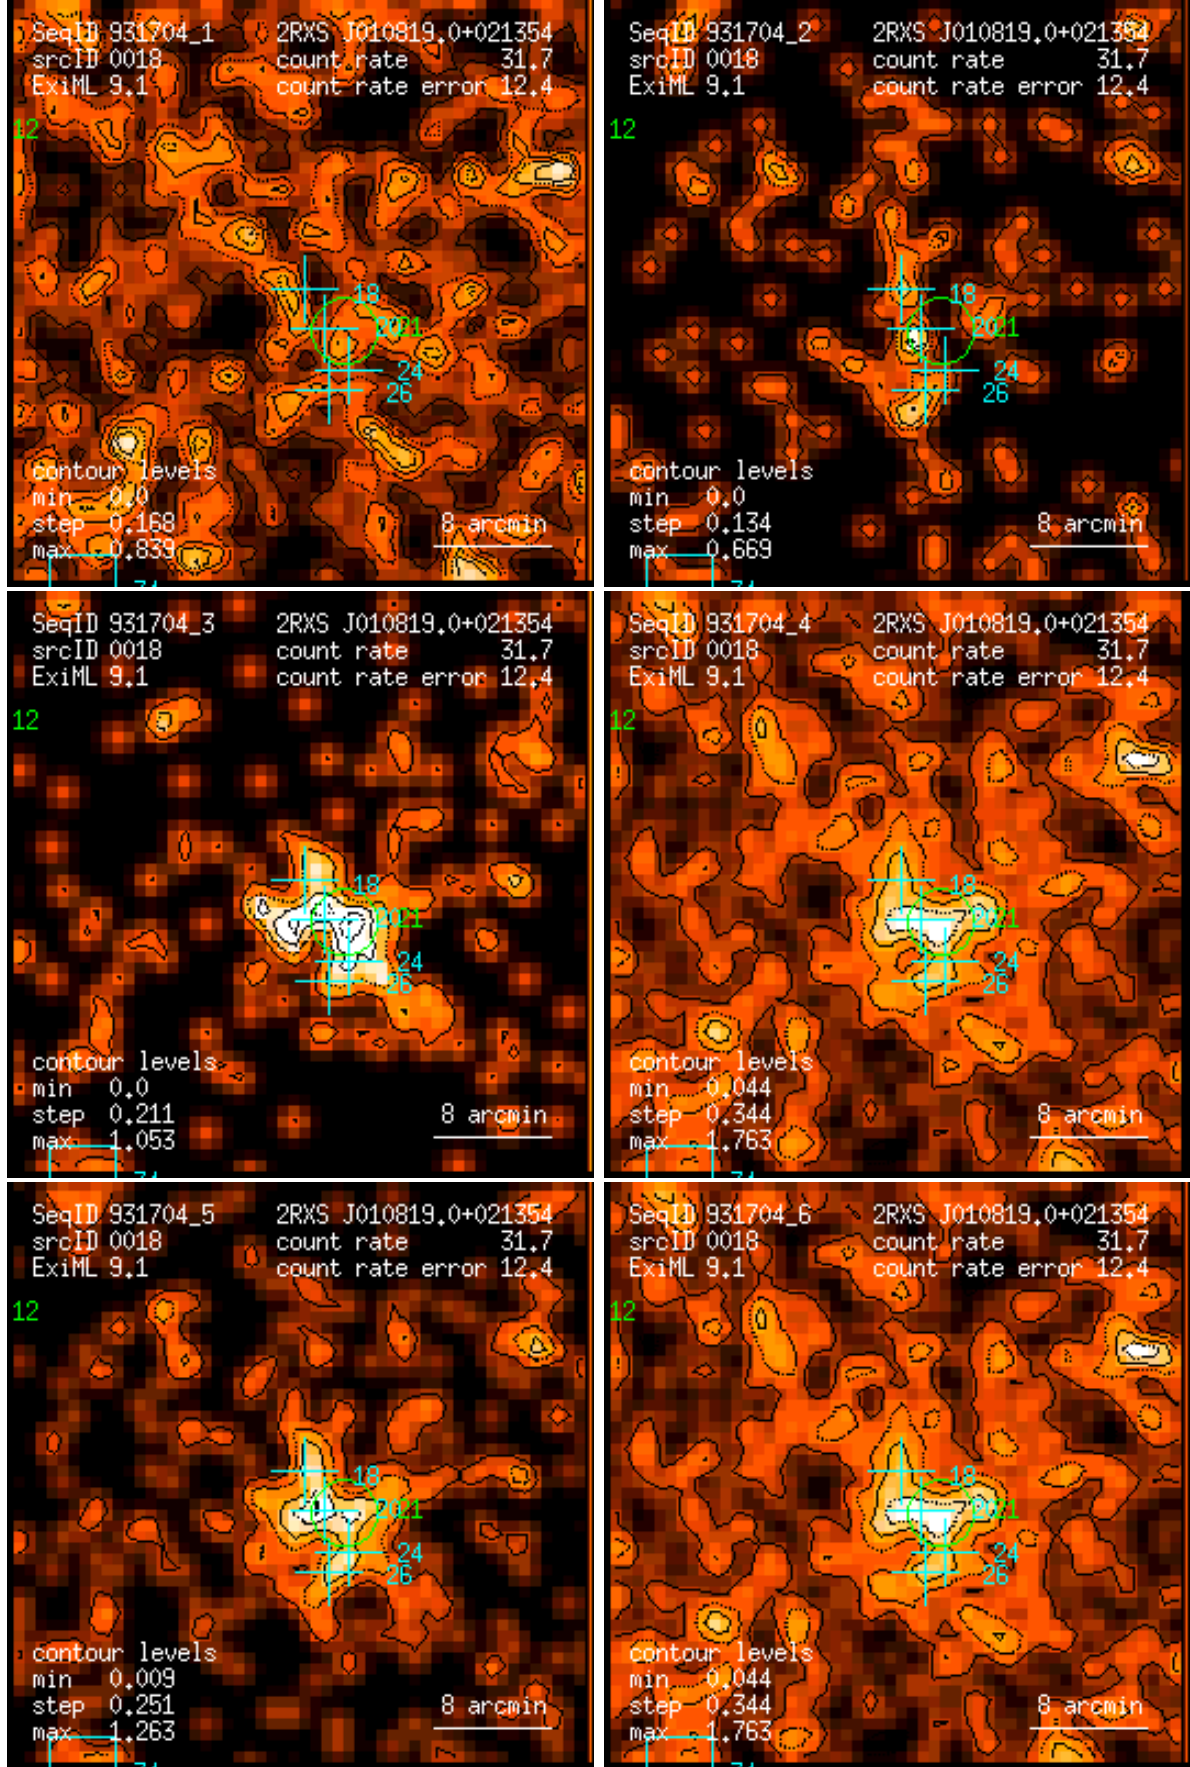 SeqID 931704_1 2RXS J010819.0+021354
srcID 0018 count rate 31.7
ExiML 9.1 count rate error 12.4
12
18
2021
24
26
contour levels
min 0.0
step 0.168 8 arcmin
max 0.839
SeqID 931704_2 2RXS J010819.0+021354
srcID 0018 count rate 31.7
ExiML 9.1 count rate error 12.4
12
18
2021
24
26
contour levels
min 0.0
step 0.134 8 arcmin
max 0.669
SeqID 931704_3 2RXS J010819.0+021354
srcID 0018 count rate 31.7
ExiML 9.1 count rate error 12.4
12
18
2021
24
26
contour levels
min 0.0
step 0.211 8 arcmin
max 1.053
SeqID 931704_4 2RXS J010819.0+021354
srcID 0018 count rate 31.7
ExiML 9.1 count rate error 12.4
12
18
2021
24
26
contour levels
min 0.044
step 0.344 8 arcmin
max 1.763
SeqID 931704_5 2RXS J010819.0+021354
srcID 0018 count rate 31.7
ExiML 9.1 count rate error 12.4
12
18
2021
24
26
contour levels
min 0.009
step 0.251 8 arcmin
max 1.263
SeqID 931704_6 2RXS J010819.0+021354
srcID 0018 count rate 31.7
ExiML 9.1 count rate error 12.4
12
18
2021
24
26
contour levels
min 0.044
step 0.344 8 arcmin
max 1.763